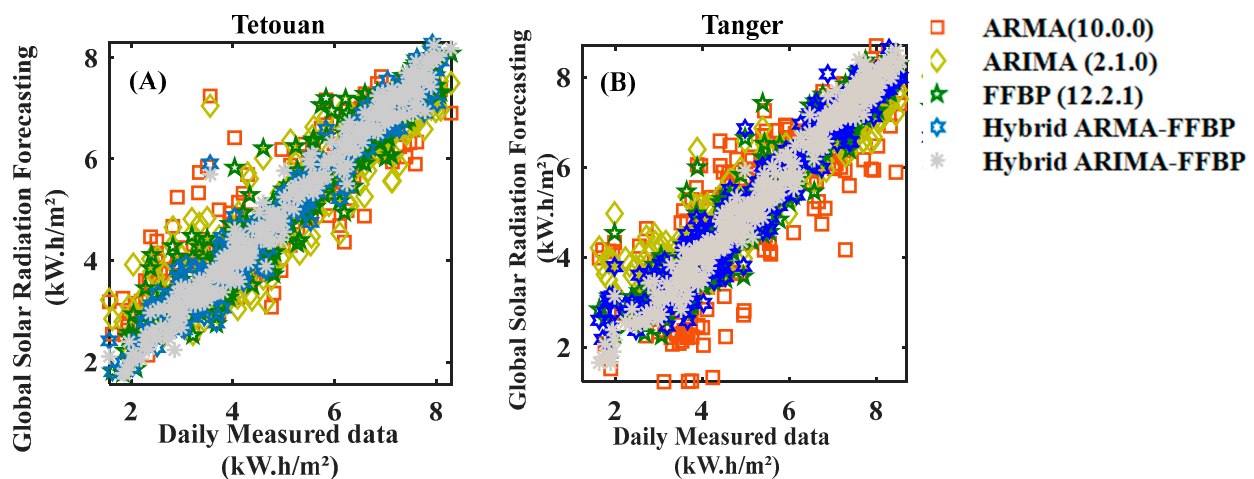 Tetouan
Global Solar Radiation Forecasting
(kW.h/m²)
(A)
8
6
4
2
2 4 6 8
Daily Measured data
(kW.h/m²)
Tanger
Global Solar Radiation Forecasting
(kW.h/m²)
(B)
8
6
4
2
2 4 6 8
Daily Measured data
(kW.h/m²)
ARMA(10.0.0)
ARIMA (2.1.0)
FFBP (12.2.1)
Hybrid ARMA-FFBP
Hybrid ARIMA-FFBP